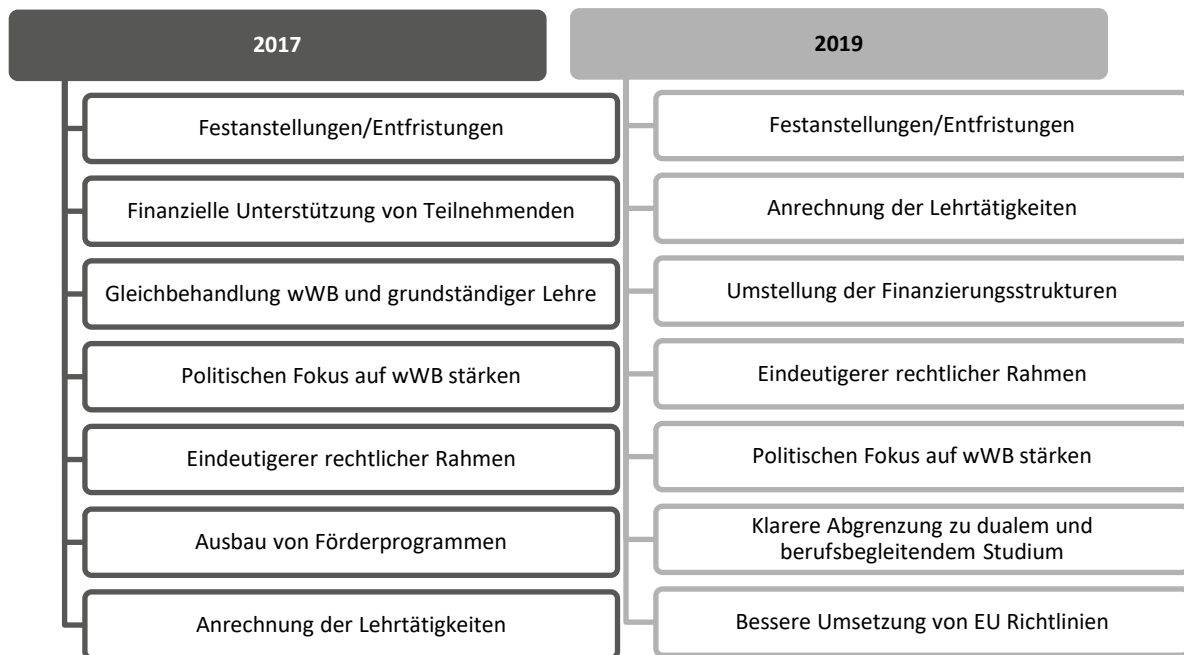 2017
Festanstellungen/Entfristungen
Finanzielle Unterstützung von Teilnehmenden
Gleichbehandlung wWB und grundständiger Lehre
Politischen Fokus auf wWB stärken
Eindeutigerer rechtlicher Rahmen
Ausbau von Förderprogrammen
Anrechnung der Lehrtätigkeiten
2019
Festanstellungen/Entfristungen
Anrechnung der Lehrtätigkeiten
Umstellung der Finanzierungsstrukturen
Eindeutigerer rechtlicher Rahmen
Politischen Fokus auf wWB stärken
Klarere Abgrenzung zu dualem und
berufsbegleitendem Studium
Bessere Umsetzung von EU Richtlinien